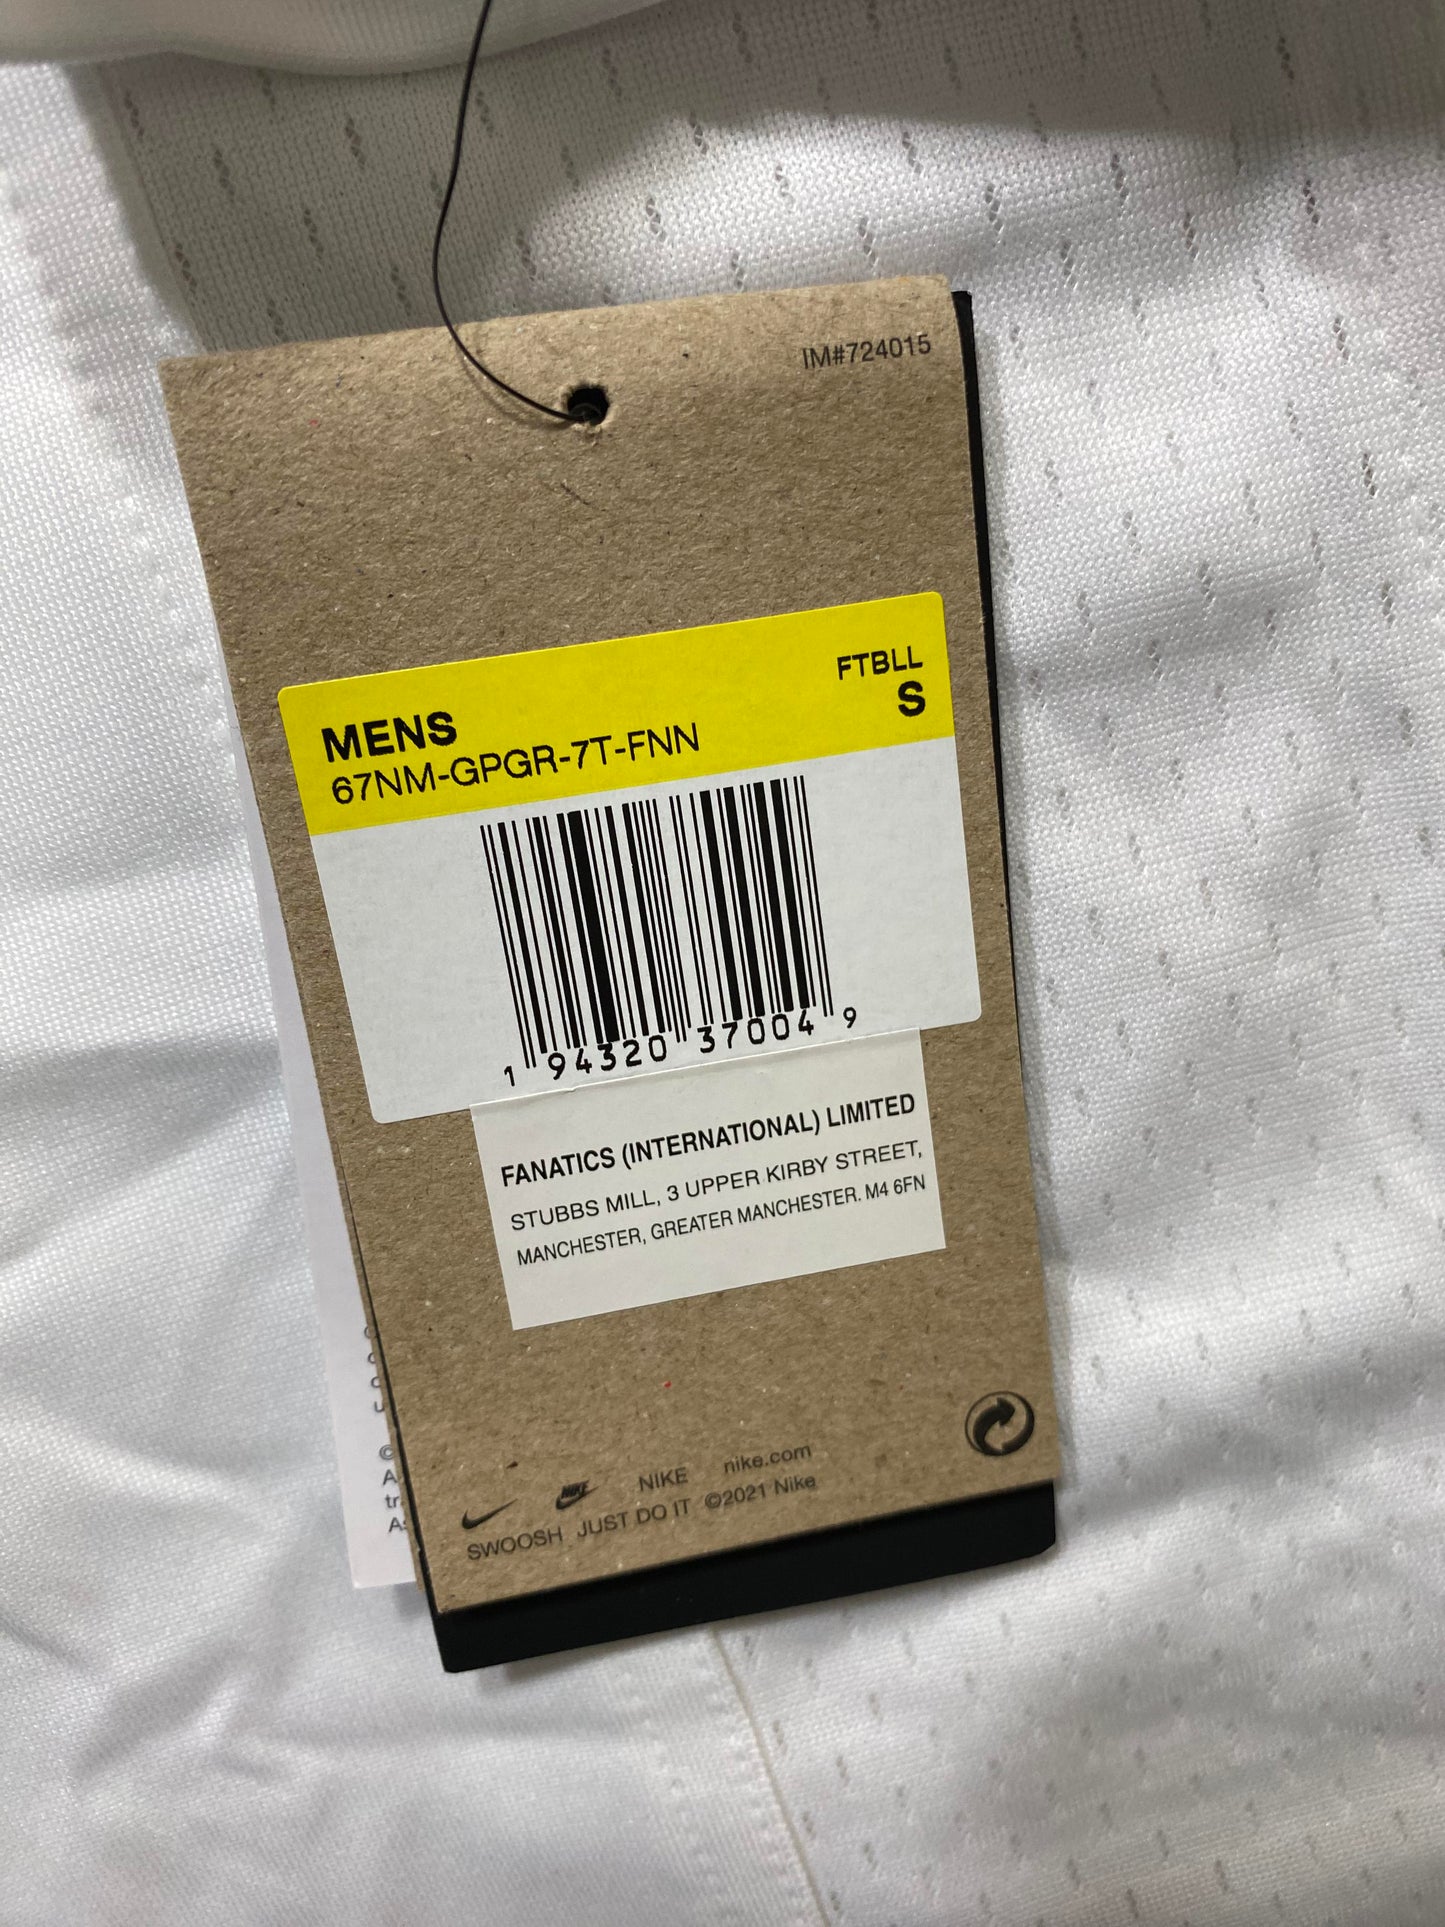 IM#724015
FTBLL
S
MENS
67NM-GPGR-7T-FNN
1 94320 37004 9
FANATICS (INTERNATIONAL) LIMITED
STUBBS MILL, 3 UPPER KIRBY STREET,
MANCHESTER, GREATER MANCHESTER. M4 6FN
NIKE NIKE nike.com
SWOOSH JUST DO IT ©2021 Nike